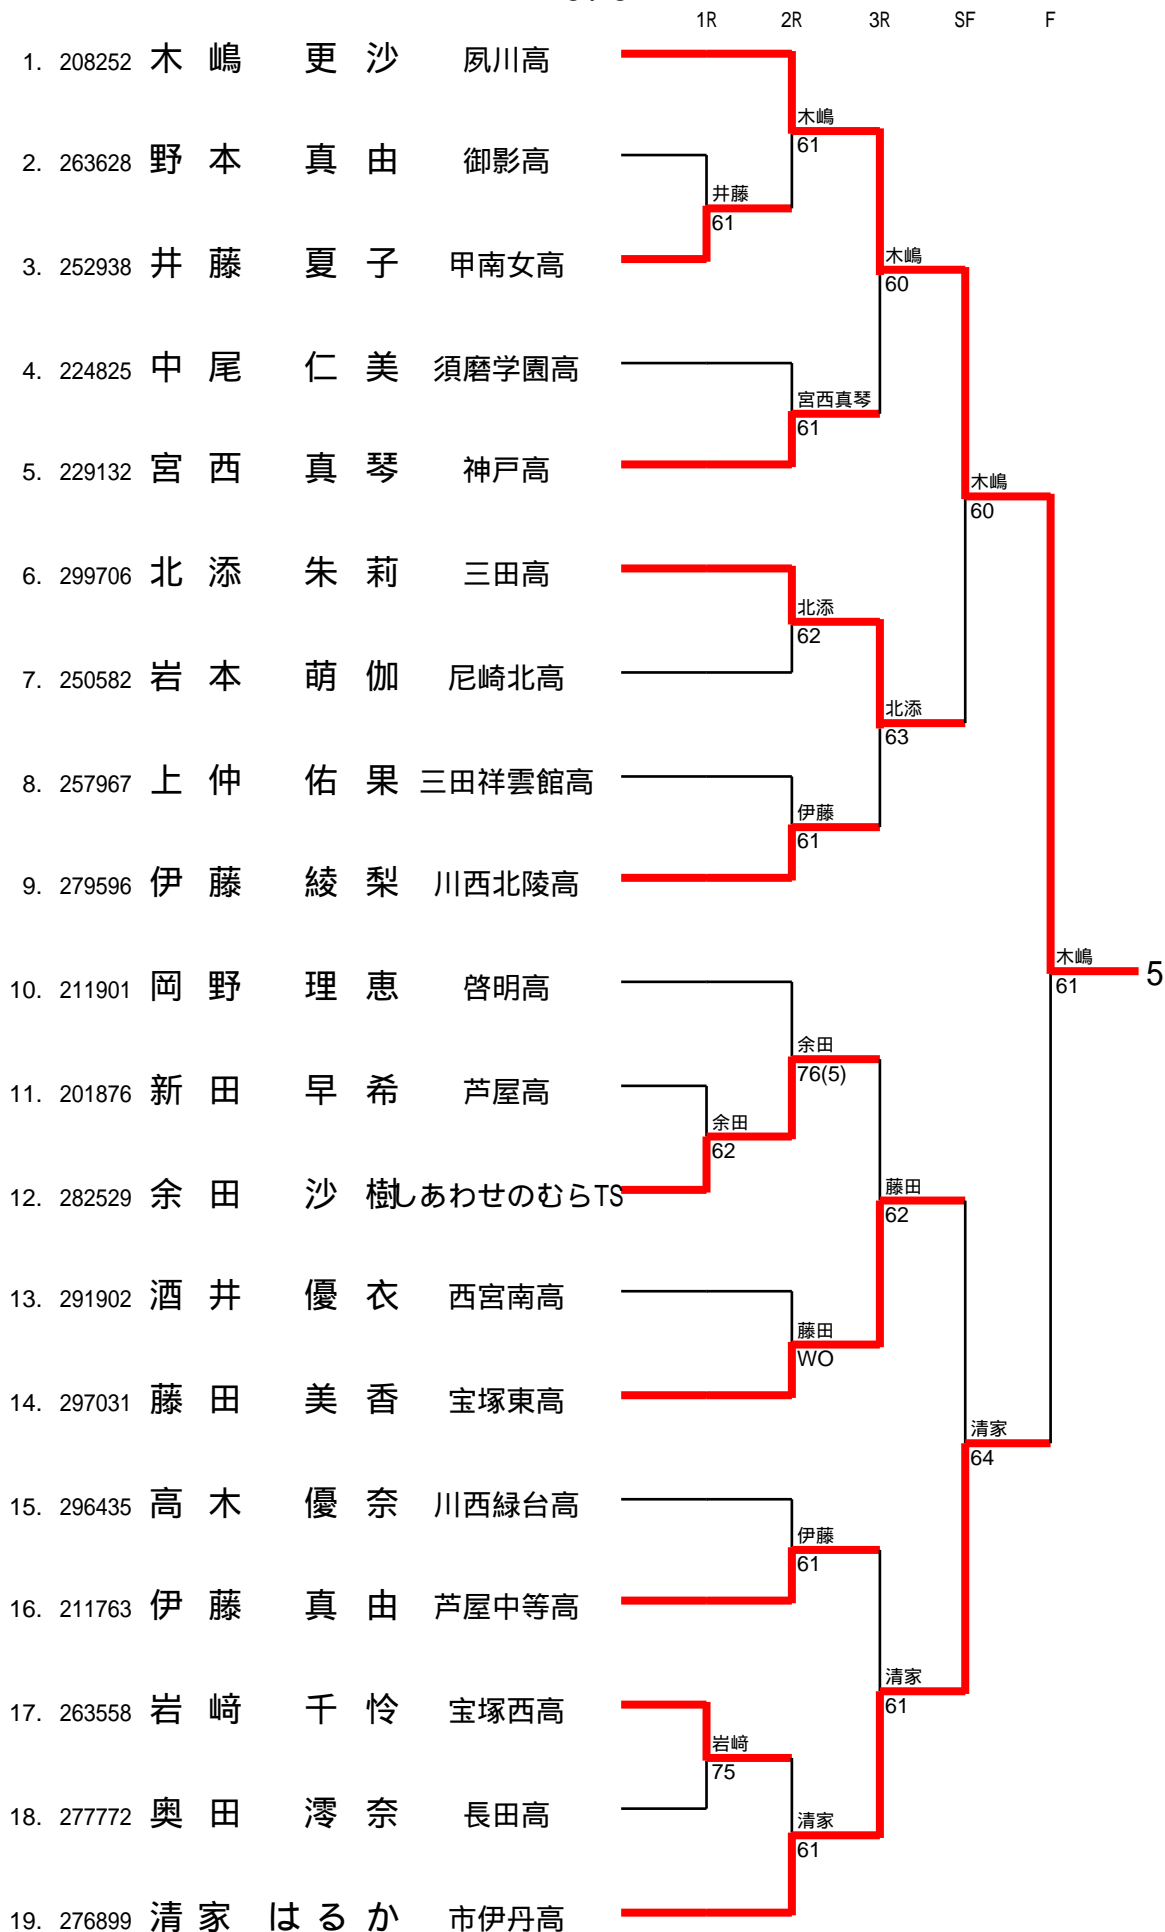 1R 2R 3R SF F
1. 208252 木嶋 更沙 夙川高
木嶋
61
2. 263628 野本 真由 御影高
井藤
61
3. 252938 井藤 夏子 甲南女高
木嶋
60
4. 224825 中尾 仁美 須磨学園高
宮西真琴
61
5. 229132 宮西 真琴 神戸高
木嶋
60
6. 299706 北添 朱莉 三田高
北添
62
7. 250582 岩本 萌伽 尼崎北高
北添
63
8. 257967 上仲 佑果 三田祥雲館高
伊藤
61
9. 279596 伊藤 綾梨 川西北陵高
木嶋
61
5
10. 211901 岡野 理恵 啓明高
余田
76(5)
11. 201876 新田 早希 芦屋高
余田
62
12. 282529 余田 沙樹 しあわせのむらTS
藤田
62
13. 291902 酒井 優衣 西宮南高
藤田
WO
14. 297031 藤田 美香 宝塚東高
清家
64
15. 296435 高木 優奈 川西緑台高
伊藤
61
16. 211763 伊藤 真由 芦屋中等高
清家
61
17. 263558 岩﨑 千怜 宝塚西高
岩﨑
75
18. 277772 奥田 澪奈 長田高
清家
61
19. 276899 清家 はるか 市伊丹高